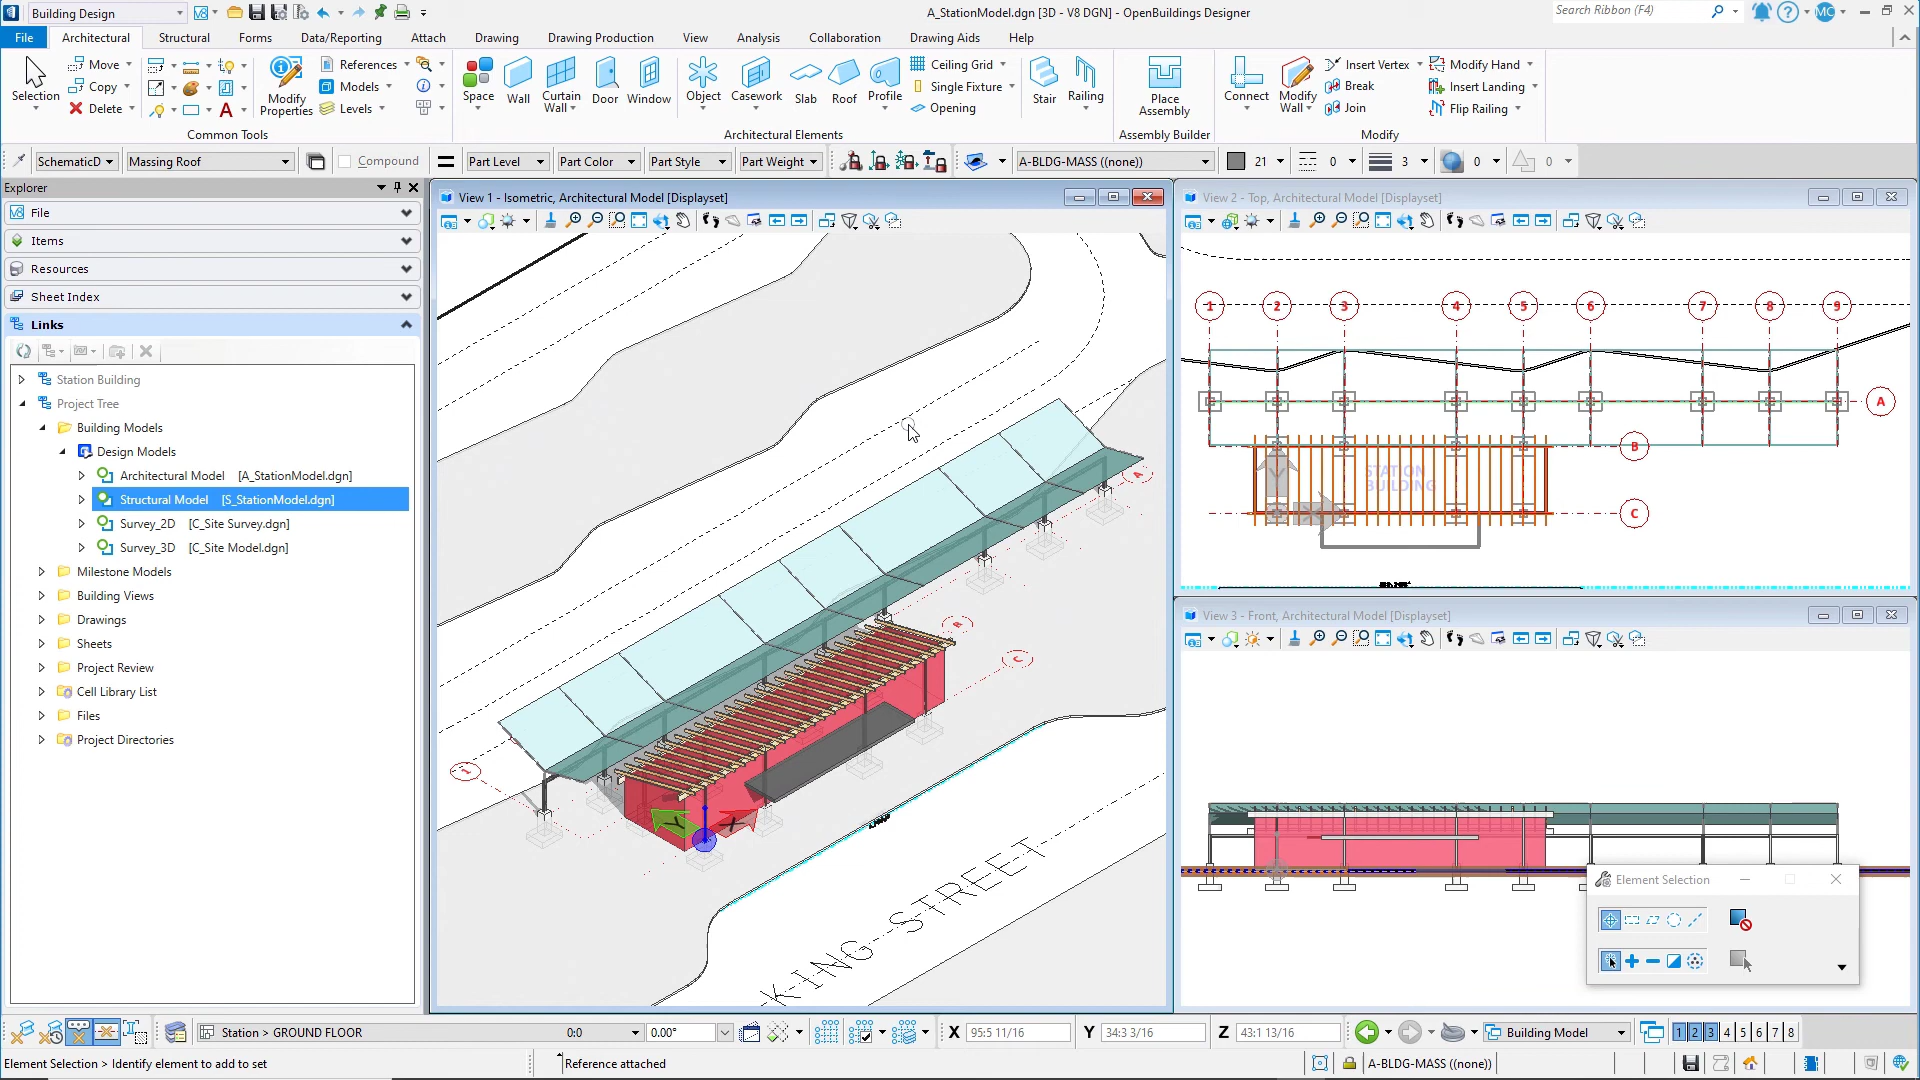 Building Design
A_StationModel.dgn [3D - V8 DGN] - OpenBuildings Designer
Search Ribbon (F4)
MC
File
Architectural
Structural
Forms
Data/Reporting
Attach
Drawing
Drawing Production
View
Analysis
Collaboration
Drawing Aids
Help
Selection
Move
Copy
Delete
Modify Properties
References
Models
Levels
Common Tools
Space
Wall
Curtain Wall
Door
Window
Object
Casework
Slab
Roof
Profile
Ceiling Grid
Single Fixture
Opening
Architectural Elements
Stair
Railing
Place Assembly
Assembly Builder
Connect
Modify Wall
Insert Vertex
Break
Join
Modify Hand
Insert Landing
Flip Railing
Modify
SchematicD
Massing Roof
Compound
Part Level
Part Color
Part Style
Part Weight
A-BLDG-MASS ((none))
21
0
3
0
0
Explorer
File
Items
Resources
Sheet Index
Links
Station Building
Project Tree
Building Models
Design Models
Architectural Model [A_StationModel.dgn]
Structural Model [S_StationModel.dgn]
Survey_2D [C_Site Survey.dgn]
Survey_3D [C_Site Model.dgn]
Milestone Models
Building Views
Drawings
Sheets
Project Review
Cell Library List
Files
Project Directories
View 1 - Isometric, Architectural Model [Displayset]
A
C
1
Y
X
KING STREET
View 2 - Top, Architectural Model [Displayset]
1 2 3 4 5 6 7 8 9
A
B
STATION
BUILDING
C
View 3 - Front, Architectural Model [Displayset]
Element Selection
Station > GROUND FLOOR
0:0
0.00°
X 95:5 11/16
Y 34:3 3/16
Z 43:1 13/16
Building Model
1 2 3 4 5 6 7 8
Element Selection > Identify element to add to set
Reference attached
A-BLDG-MASS ((none))